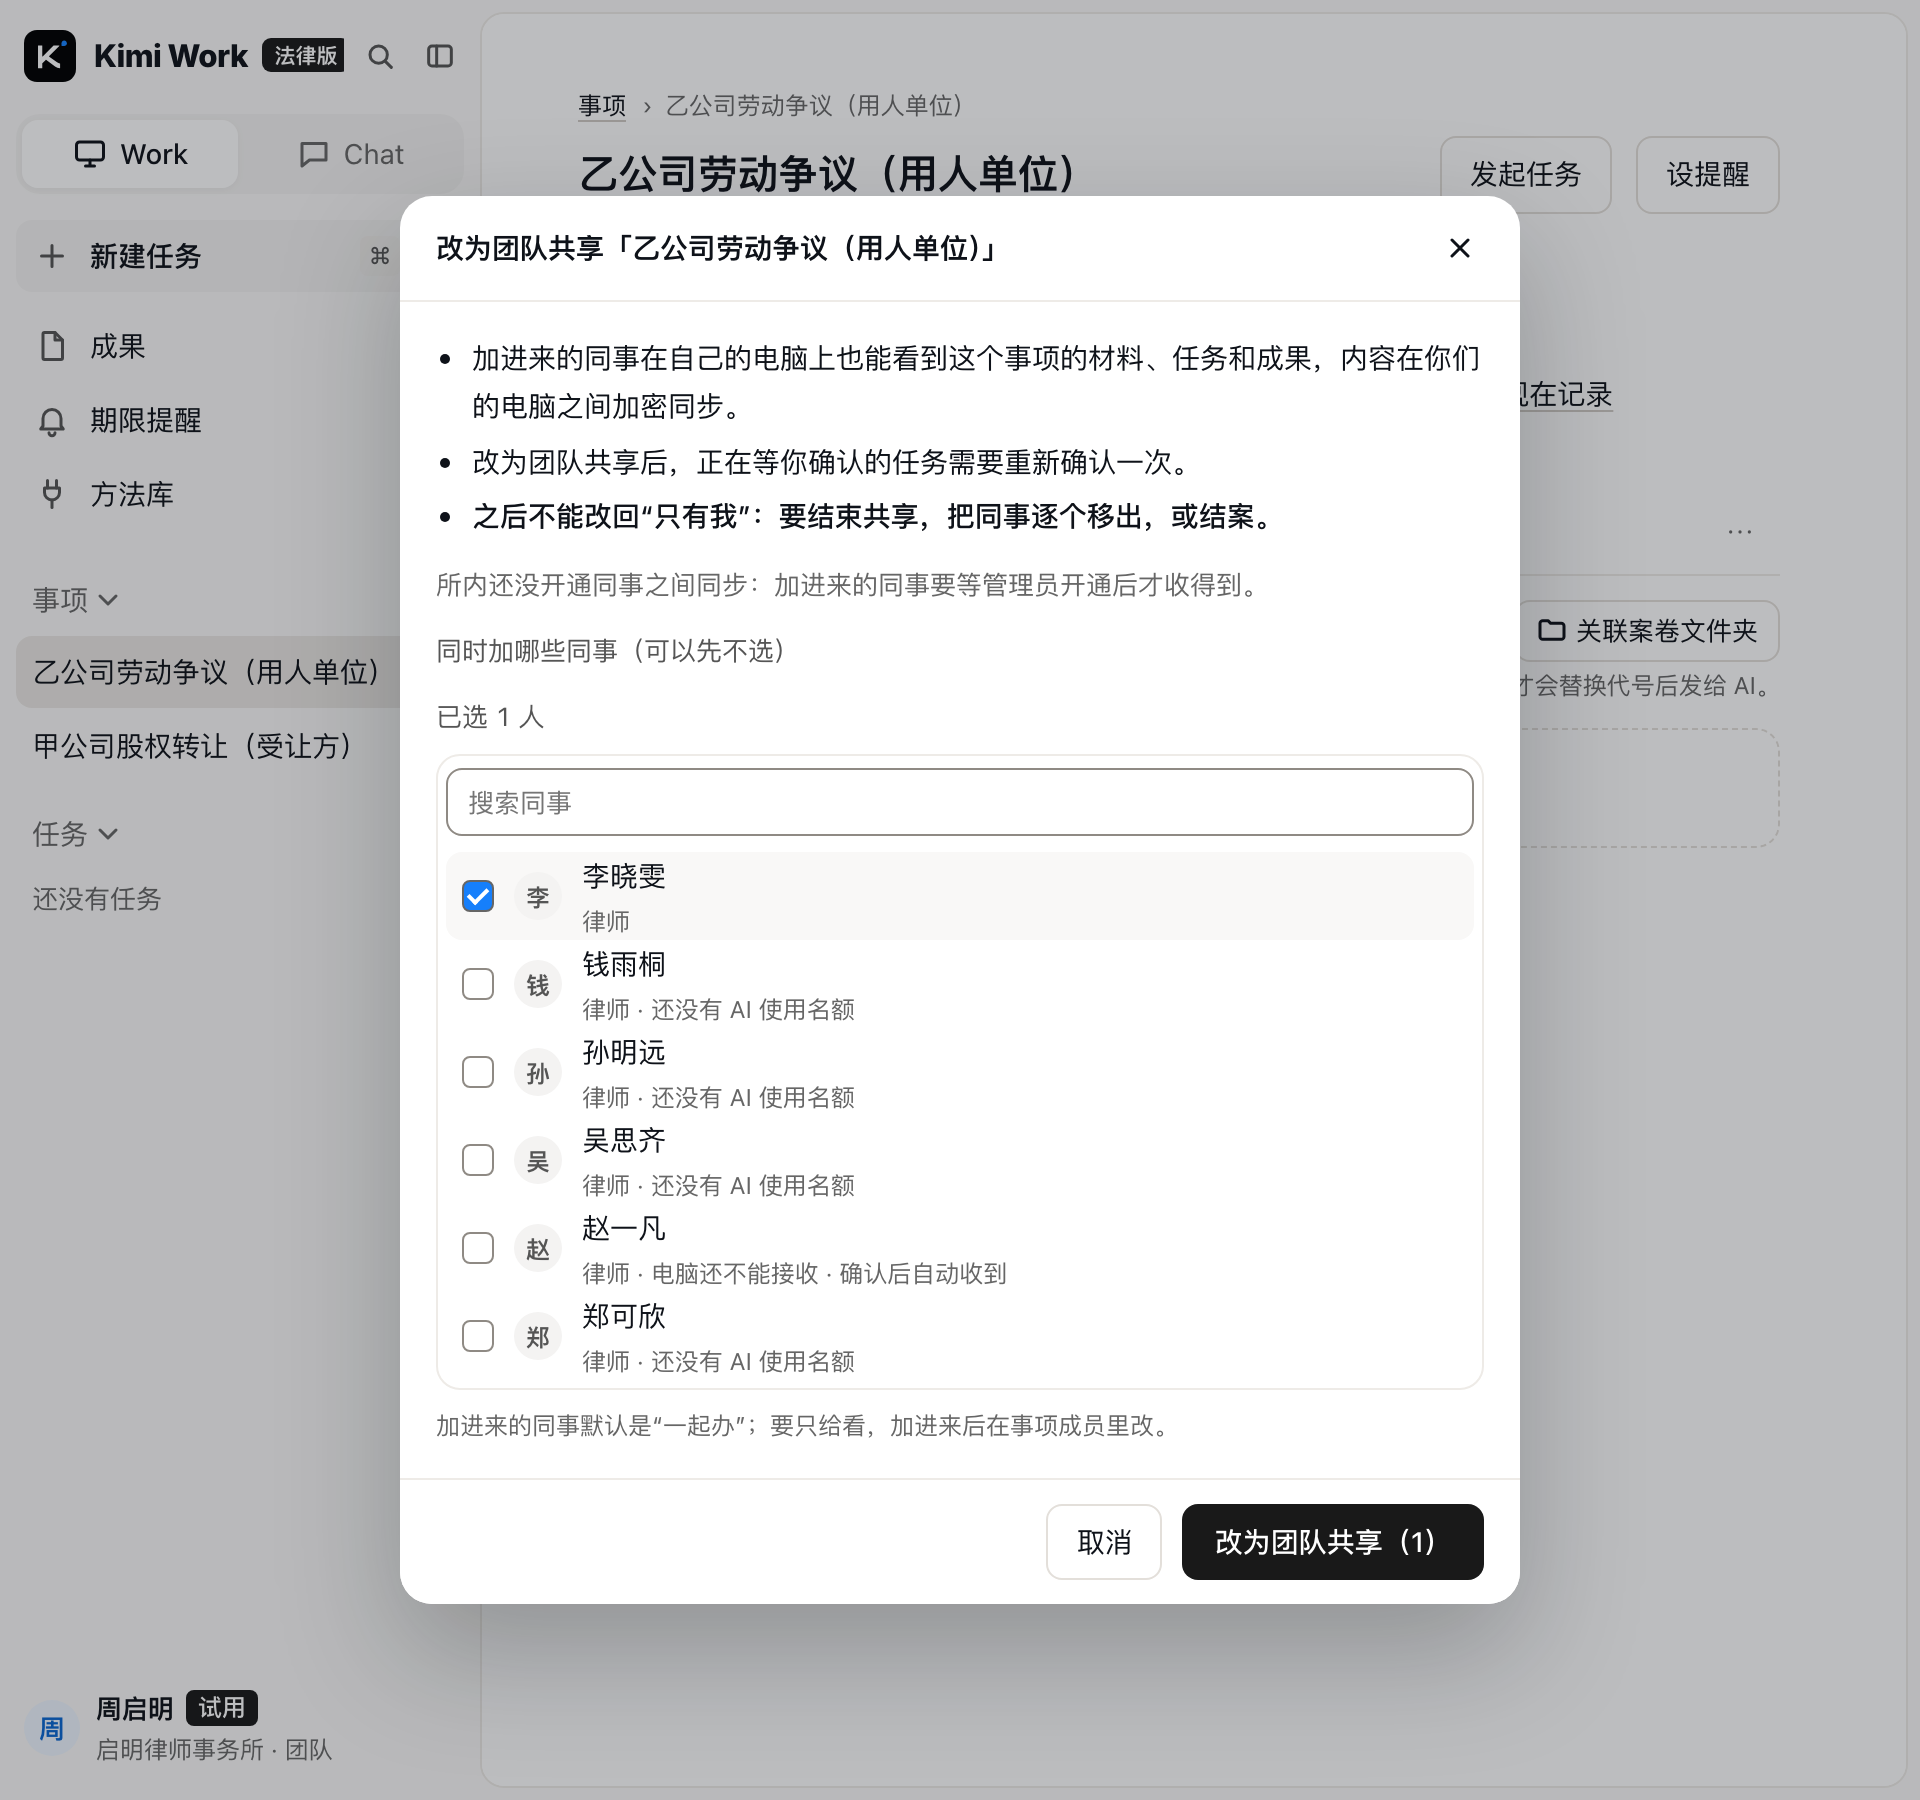 Kimi Work 法律版
Work
Chat
新建任务 ⌘
成果
期限提醒
方法库
事项
乙公司劳动争议（用人单位）
甲公司股权转让（受让方）
任务
还没有任务
周启明 试用
启明律师事务所 · 团队
事项 › 乙公司劳动争议（用人单位）
乙公司劳动争议（用人单位）
发起任务
设提醒
在记录
…
关联案卷文件夹
会替换代号后发给 AI。
改为团队共享「乙公司劳动争议（用人单位）」
• 加进来的同事在自己的电脑上也能看到这个事项的材料、任务和成果，内容在你们
的电脑之间加密同步。
• 改为团队共享后，正在等你确认的任务需要重新确认一次。
• 之后不能改回“只有我”：要结束共享，把同事逐个移出，或结案。
所内还没开通同事之间同步：加进来的同事要等管理员开通后才收得到。
同时加哪些同事（可以先不选）
已选 1 人
搜索同事
李
李晓雯
律师
钱
钱雨桐
律师 · 还没有 AI 使用名额
孙
孙明远
律师 · 还没有 AI 使用名额
吴
吴思齐
律师 · 还没有 AI 使用名额
赵
赵一凡
律师 · 电脑还不能接收 · 确认后自动收到
郑
郑可欣
律师 · 还没有 AI 使用名额
加进来的同事默认是“一起办”；要只给看，加进来后在事项成员里改。
取消
改为团队共享（1）
周